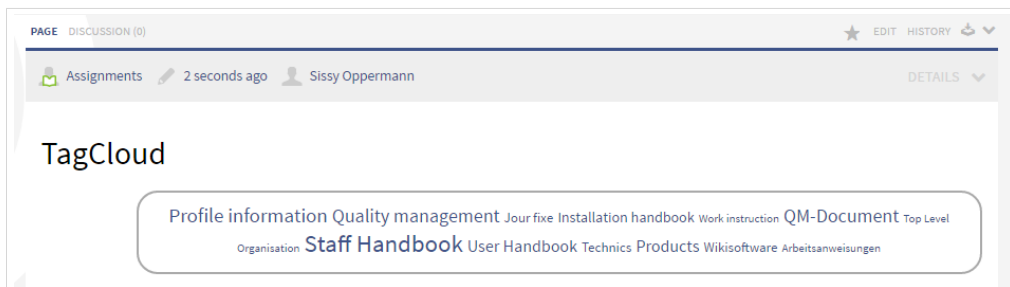 PAGE DISCUSSION (0) EDIT HISTORY
Assignments 2 seconds ago Sissy Oppermann DETAILS
TagCloud
Profile information Quality management Jour fixe Installation handbook Work instruction QM-Document Top Level
Organisation Staff Handbook User Handbook Technics Products Wikisoftware Arbeitsanweisungen